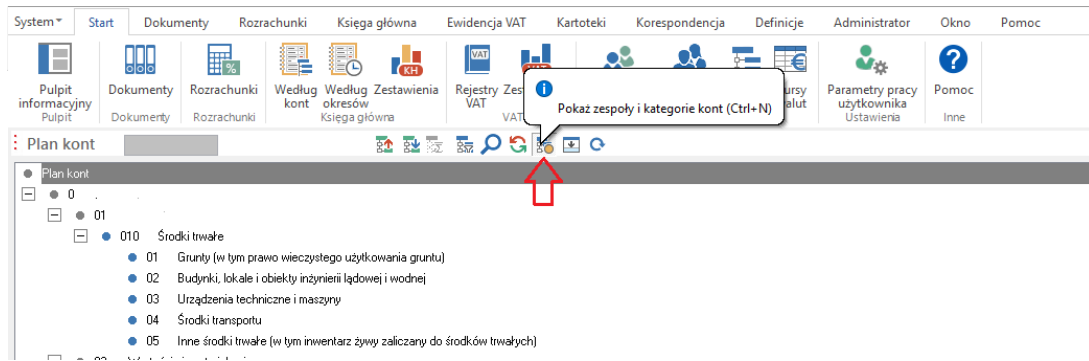 System Start Dokumenty Rozrachunki Księga główna Ewidencja VAT Kartoteki Korespondencja Definicje Administrator Okno Pomoc
% KH VAT
Pulpit informacyjny Dokumenty Rozrachunki Według kont Według okresów Zestawienia Rejestry VAT Parametry pracy użytkownika Pomoc
Pulpit Dokumenty Rozrachunki Księga główna VAT Ustawienia Inne
Pokaż zespoły i kategorie kont (Ctrl+N)
Plan kont
Plan kont
0
01
010 Środki trwałe
01 Grunty (w tym prawo wieczystego użytkowania gruntu)
02 Budynki, lokale i obiekty inżynierii lądowej i wodnej
03 Urządzenia techniczne i maszyny
04 Środki transportu
05 Inne środki trwałe (w tym inwentarz żywy zaliczany do środków trwałych)